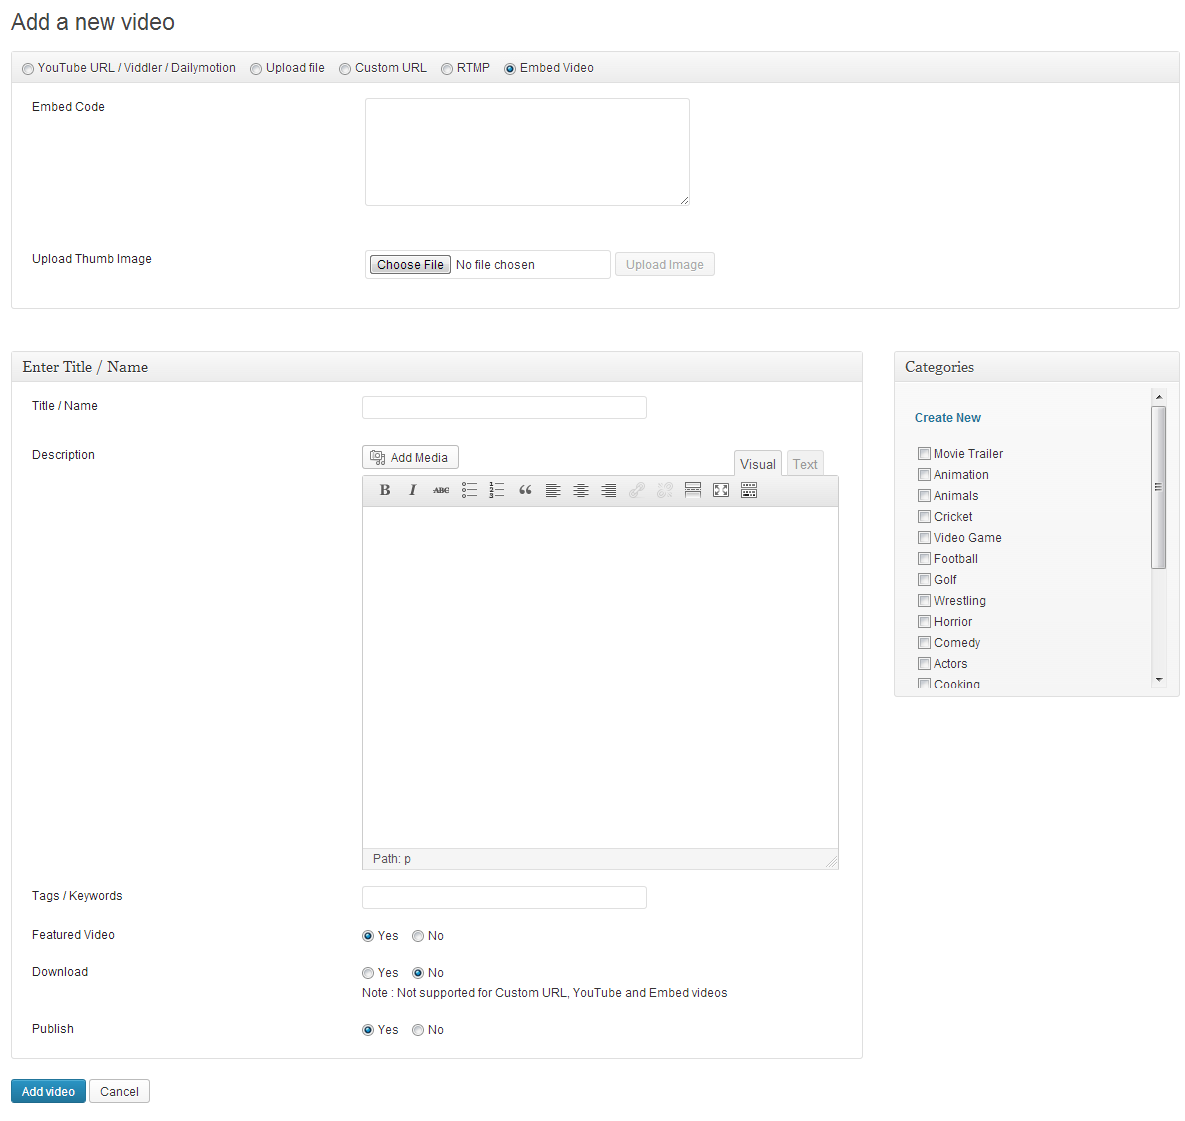 Add a new video
YouTube URL / Viddler / Dailymotion Upload file Custom URL RTMP Embed Video
Embed Code
Upload Thumb Image Choose File No file chosen Upload Image
Enter Title / Name
Title / Name
Description Add Media Visual Text
B I ABC
Path: p
Tags / Keywords
Featured Video Yes No
Download Yes No
Note : Not supported for Custom URL, YouTube and Embed videos
Publish Yes No
Categories
Create New
Movie Trailer
Animation
Animals
Cricket
Video Game
Football
Golf
Wrestling
Horrior
Comedy
Actors
Cooking
Add video Cancel